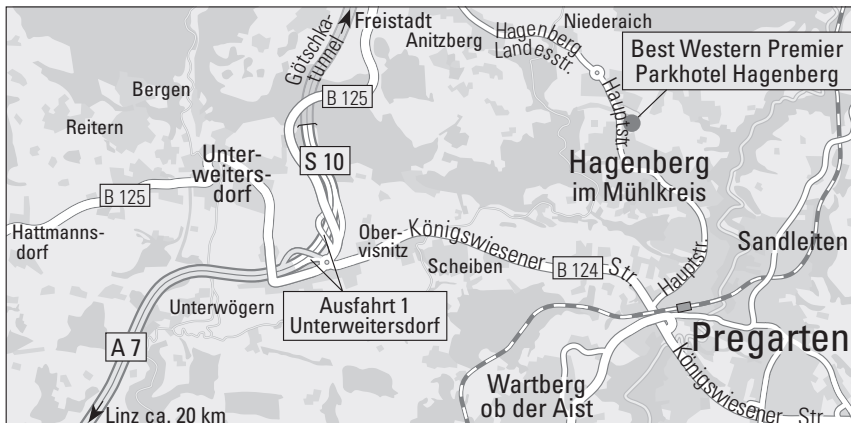 Freistadt
Anitzberg
Niederaich
Hagenberg
Landesstr.
Götschka-
tunnel
Best Western Premier
Parkhotel Hagenberg
Bergen
B 125
Hauptstr.
Reitern
Unter-
weiters-
dorf
S 10
Hagenberg
im Mühlkreis
B 125
Hattmanns-
dorf
Ober-
visnitz
Königswiesener Str.
Scheiben
B 124
Hauptstr.
Sandleiten
Unterwögern
Ausfahrt 1
Unterweitersdorf
A 7
Pregarten
Wartberg
ob der Aist
Königswiesener Str.
Linz ca. 20 km